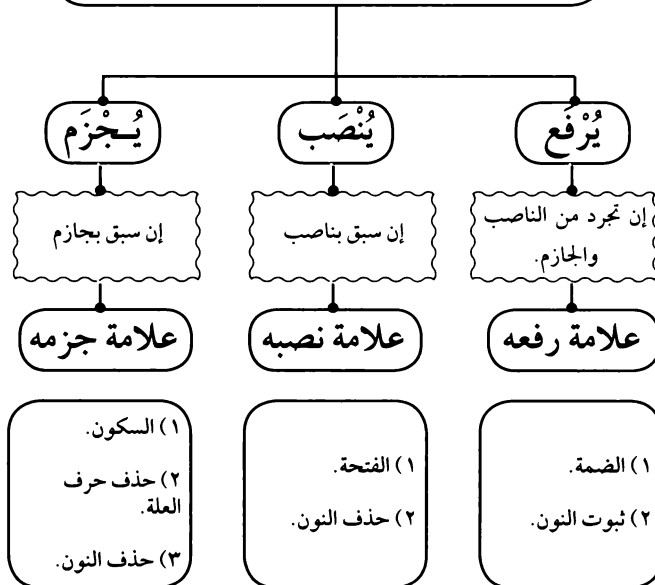 يُرْفَع
يُنْصَب
يُـجْزَم
إن تجرد من الناصب
والجازم.
إن سبق بناصب
إن سبق بجازم
علامة رفعه
علامة نصبه
علامة جزمه
١) الضمة.
٢) ثبوت النون.
١) الفتحة.
٢) حذف النون.
١) السكون.
٢) حذف حرف
العلة.
٣) حذف النون.